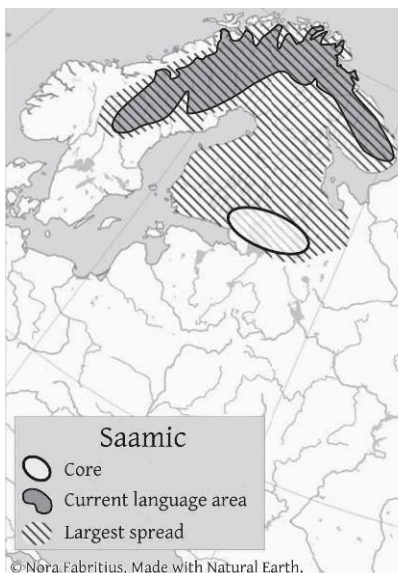 Saamic
Core
Current language area
Largest spread
©Nora Fabritius. Made with Natural Earth.